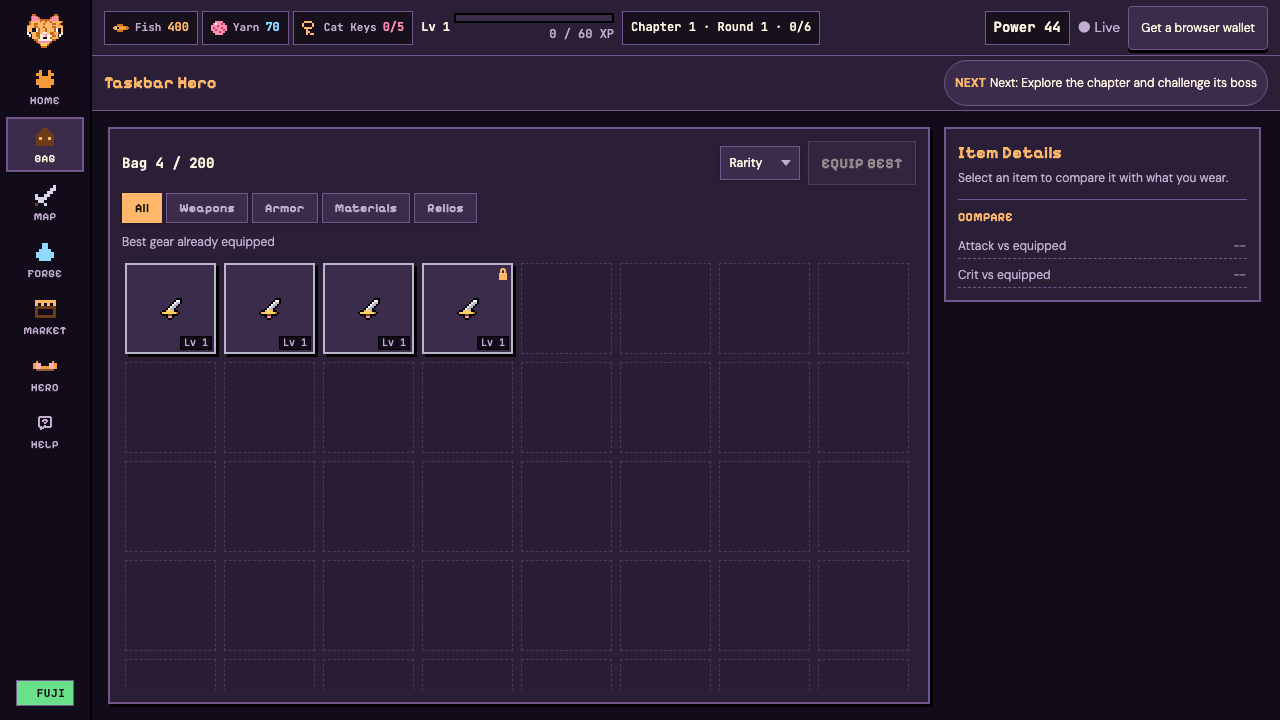 Fish 400 Yarn 70 Cat Keys 0/5 Lv 1 0 / 60 XP Chapter 1 · Round 1 · 0/6 Power 44 Live Get a browser wallet
Taskbar Hero
NEXT Next: Explore the chapter and challenge its boss
HOME
BAG
MAP
FORGE
MARKET
HERO
HELP
FUJI
Bag 4 / 200
Rarity
EQUIP BEST
All Weapons Armor Materials Relics
Best gear already equipped
Lv 1 Lv 1 Lv 1 Lv 1
Item Details
Select an item to compare it with what you wear.
COMPARE
Attack vs equipped --
Crit vs equipped --